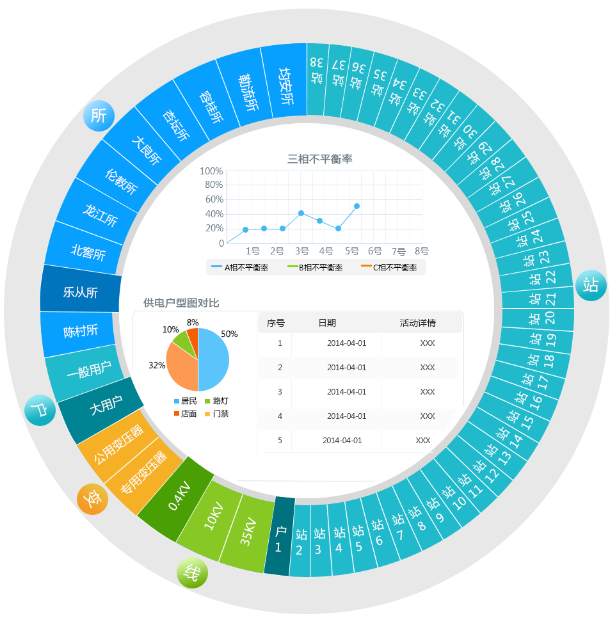 所
站
户
变
线
均安所
勒流所
容桂所
杏坛所
大良所
伦教所
龙江所
北窖所
乐从所
陈村所
一般用户
大用户
公用变压器
专用变压器
0.4KV
10KV
35KV
户1
站2
站3
站4
站5
站6
站7
站8
站9
站10
站11
站12
站13
站14
站15
站16
站17
站18
站19
站20
站21
站22
站23
站24
站25
站26
站27
站28
站29
站30
站31
站32
站33
站34
站35
站36
站37
站38
三相不平衡率
100%
80%
60%
40%
20%
0
1号 2号 3号 4号 5号 6号 7号 8号
A相不平衡率 B相不平衡率 C相不平衡率
供电户型图对比
8%
10%
50%
32%
居民 路灯
店面 门禁
序号 日期 活动详情
1 2014-04-01 XXX
2 2014-04-01 XXX
3 2014-04-01 XXX
4 2014-04-01 XXX
5 2014-04-01 XXX